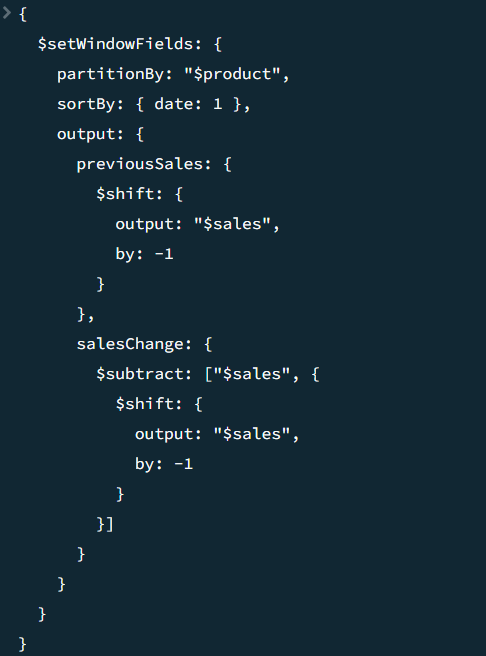 {
  $setWindowFields: {
    partitionBy: "$product",
    sortBy: { date: 1 },
    output: {
      previousSales: {
        $shift: {
          output: "$sales",
          by: -1
        }
      },
      salesChange: {
        $subtract: ["$sales", {
          $shift: {
            output: "$sales",
            by: -1
          }
        }]
      }
    }
  }
}